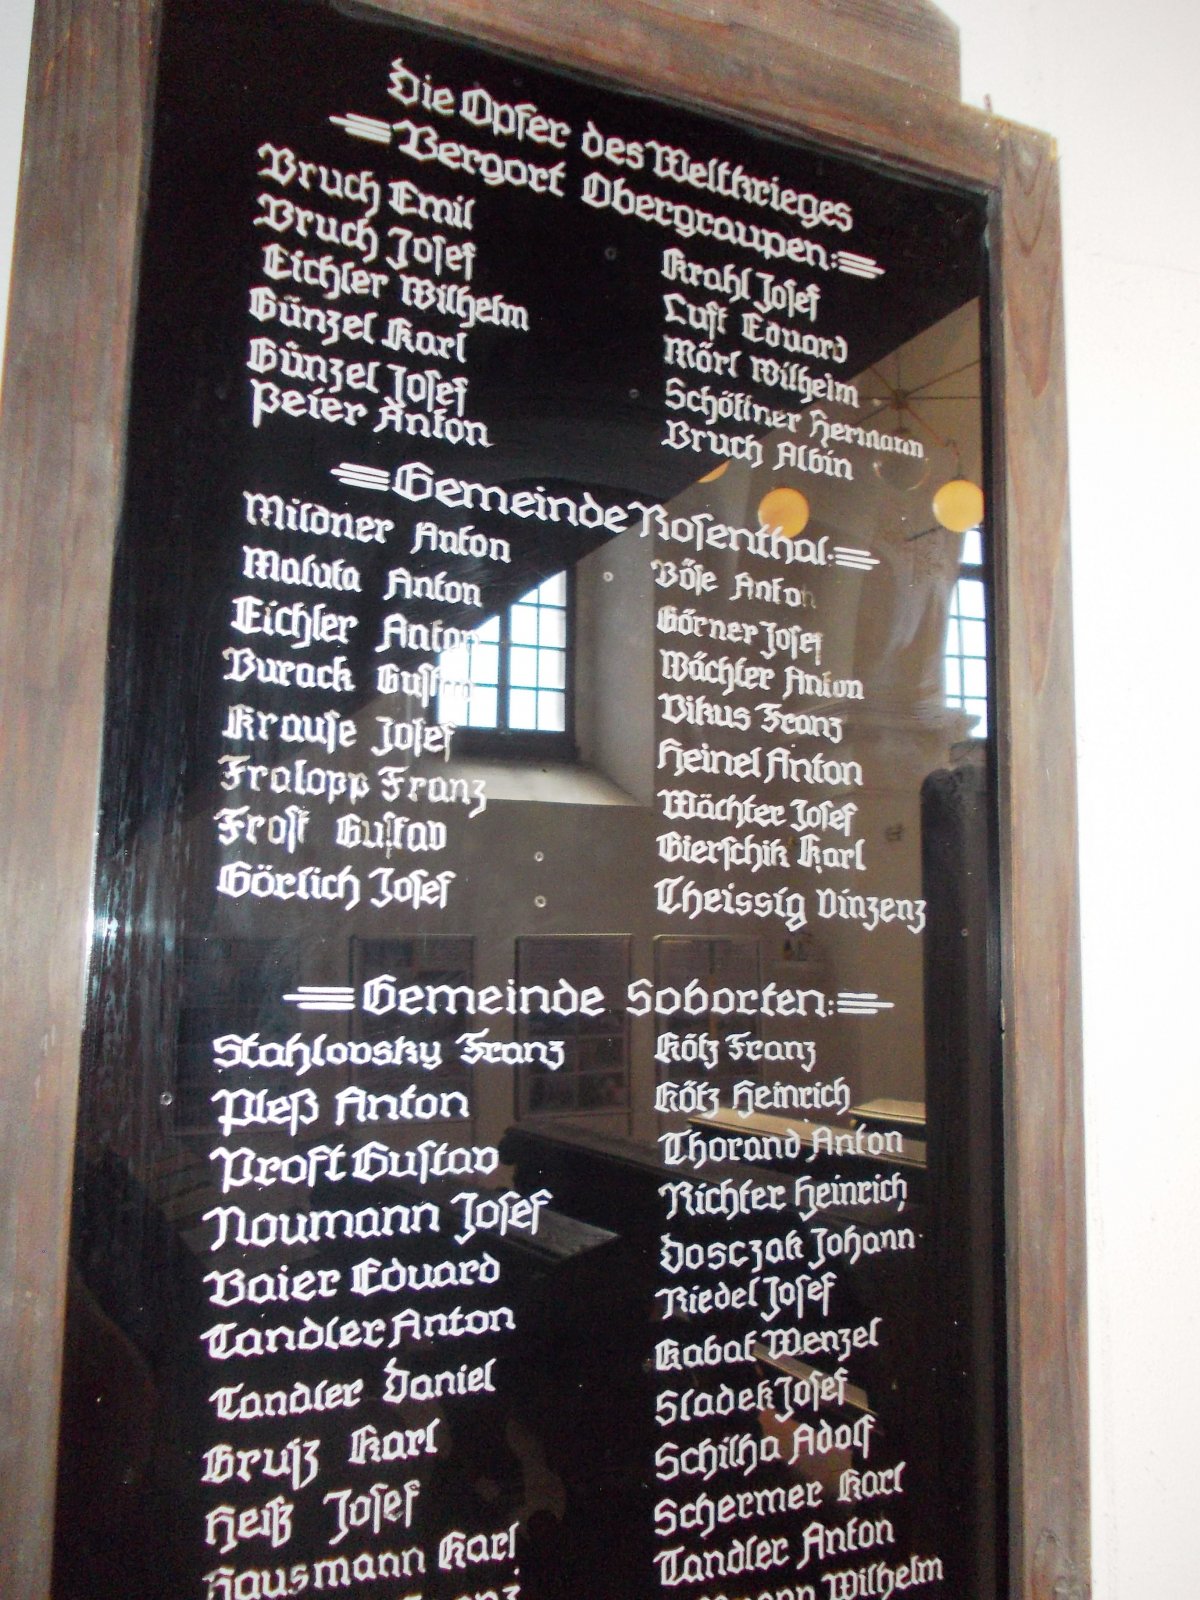 Die Opfer des Weltkrieges
Bergort Obergraupen:
Bruch Emil
Bruch Josef
Eichler Wilhelm
Günzel Karl
Günzel Josef
Peier Anton
Krahl Josef
Luft Eduard
Mörl Wilhelm
Schöttner Hermann
Bruch Albin
Gemeinde Rosenthal:
Mildner Anton
Maluta Anton
Eichler Anton
Burack Gustav
Krause Josef
Fralopp Franz
Frost Gustav
Görlich Josef
Böse Anton
Görner Josef
Wächter Anton
Vikus Franz
Heinel Anton
Wächter Josef
Bierschik Karl
Theissig Vinzenz
Gemeinde Soborten:
Stahlovsky Franz
Pleß Anton
Proft Gustav
Noumann Josef
Baier Eduard
Tandler Anton
Tandler Daniel
Gruß Karl
Heiß Josef
Hausmann Karl
Franz
Kötz Franz
Kötz Heinrich
Thorand Anton
Richter Heinrich
Dosczak Johann
Riedel Josef
Kabat Wenzel
Sladek Josef
Schilha Adolf
Schermer Karl
Tandler Anton
Wilhelm